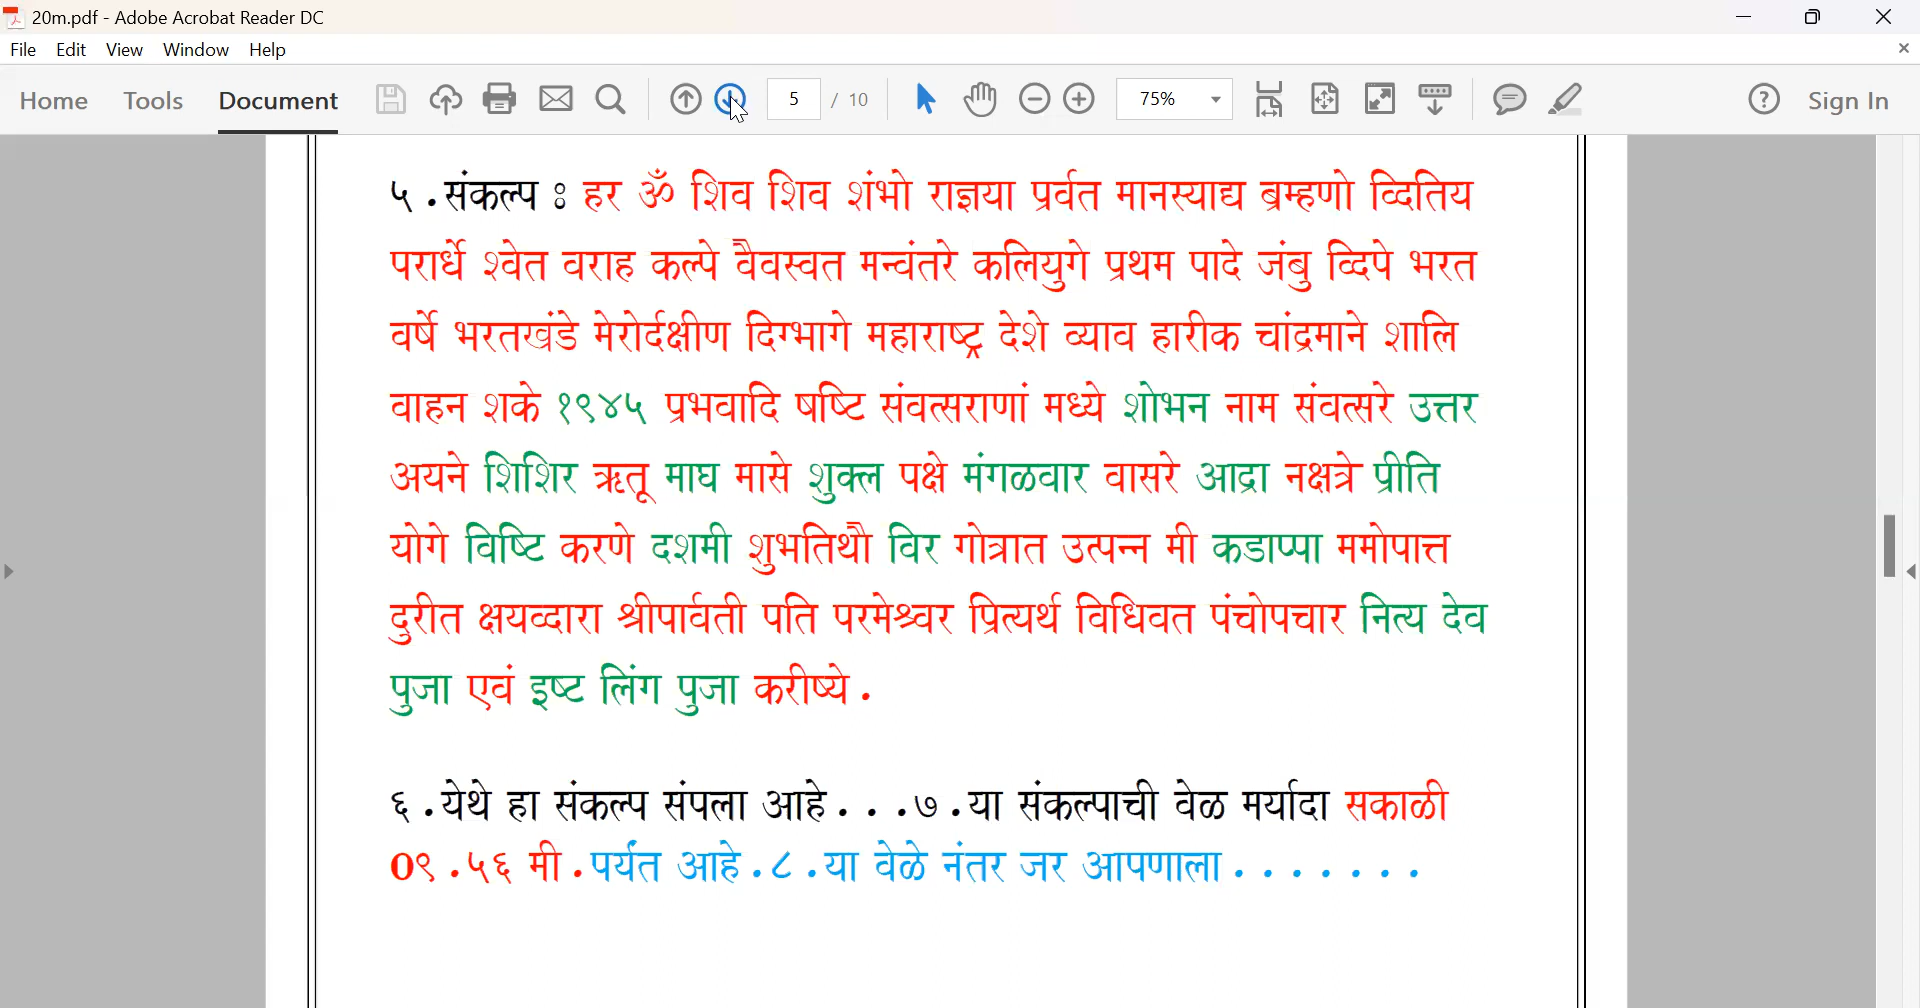 20m.pdf - Adobe Acrobat Reader DC
File Edit View Window Help
Home Tools Document 5 / 10 75% Sign In
५.संकल्प ः हर ॐ शिव शिव शंभो राज्ञया प्रर्वत मानस्याद्य ब्रम्हणो व्दितिय
परार्धे श्वेत वराह कल्पे वैवस्वत मन्वंतरे कलियुगे प्रथम पादे जंबु व्दिपे भरत
वर्षे भरतखंडे मेरोर्दक्षीण दिग्भागे महाराष्ट्र देशे व्याव हारीक चांद्रमाने शालि
वाहन शके १९४५ प्रभवादि षष्टि संवत्सराणां मध्ये शोभन नाम संवत्सरे उत्तर
अयने शिशिर ऋतू माघ मासे शुक्ल पक्षे मंगळवार वासरे आद्रा नक्षत्रे प्रीति
योगे विष्टि करणे दशमी शुभतिथौ विर गोत्रात उत्पन्न मी कडाप्पा ममोपात्त
दुरीत क्षयव्दारा श्रीपार्वती पति परमेश्वर प्रित्यर्थ विधिवत पंचोपचार नित्य देव
पुजा एवं इष्ट लिंग पुजा करीष्ये.
६.येथे हा संकल्प संपला आहे...७.या संकल्पाची वेळ मर्यादा सकाळी
0९.५६ मी.पर्यंत आहे.८.या वेळे नंतर जर आपणाला.......